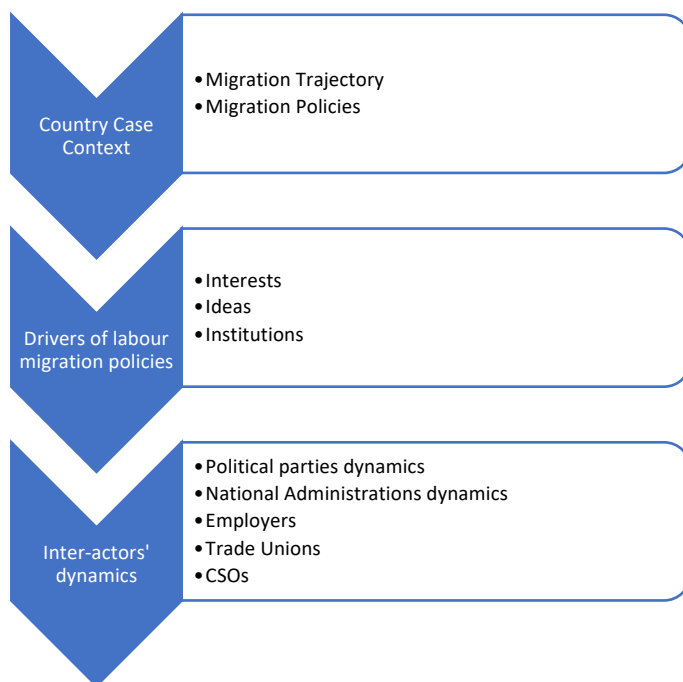 Country Case
Context
•Migration Trajectory
•Migration Policies
Drivers of labour
migration policies
•Interests
•Ideas
•Institutions
Inter-actors'
dynamics
•Political parties dynamics
•National Administrations dynamics
•Employers
•Trade Unions
•CSOs